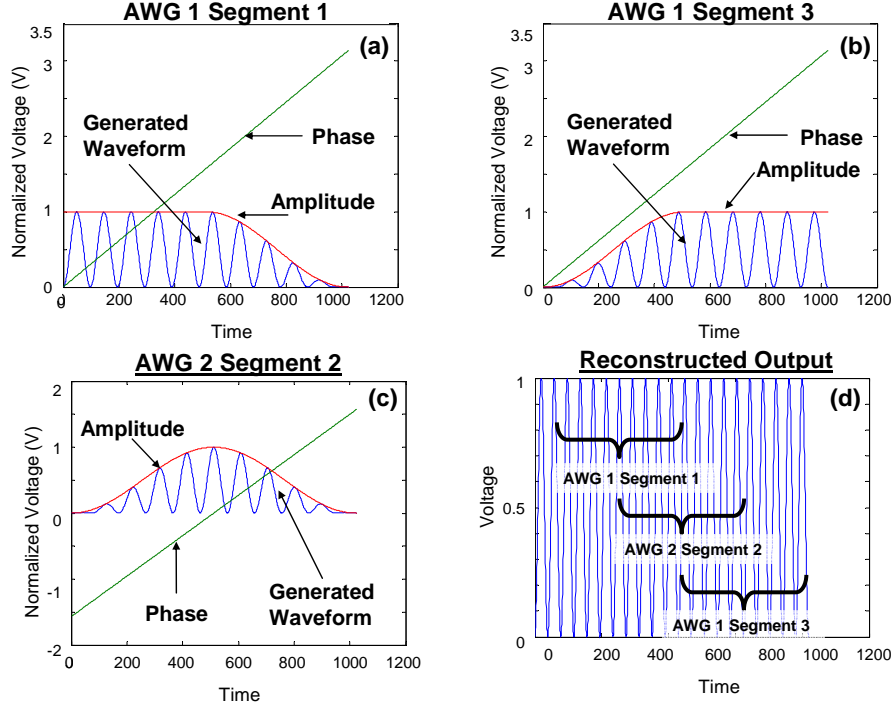 AWG 1 Segment 1
(a)
3.5
3
2
1
0
0
Normalized Voltage (V)
Generated
Waveform
Phase
Amplitude
0 200 400 600 800 1000 1200
Time
AWG 1 Segment 3
(b)
3.5
3
2
1
0
Normalized Voltage (V)
Generated
Waveform
Phase
Amplitude
0 200 400 600 800 1000 1200
Time
AWG 2 Segment 2
(c)
2
1
0
-1
-2
Normalized Voltage (V)
Amplitude
Phase
Generated
Waveform
0 200 400 600 800 1000 1200
Time
Reconstructed Output
(d)
1
0.5
0
Voltage
AWG 1 Segment 1
AWG 2 Segment 2
AWG 1 Segment 3
0 200 400 600 800 1000 1200
Time